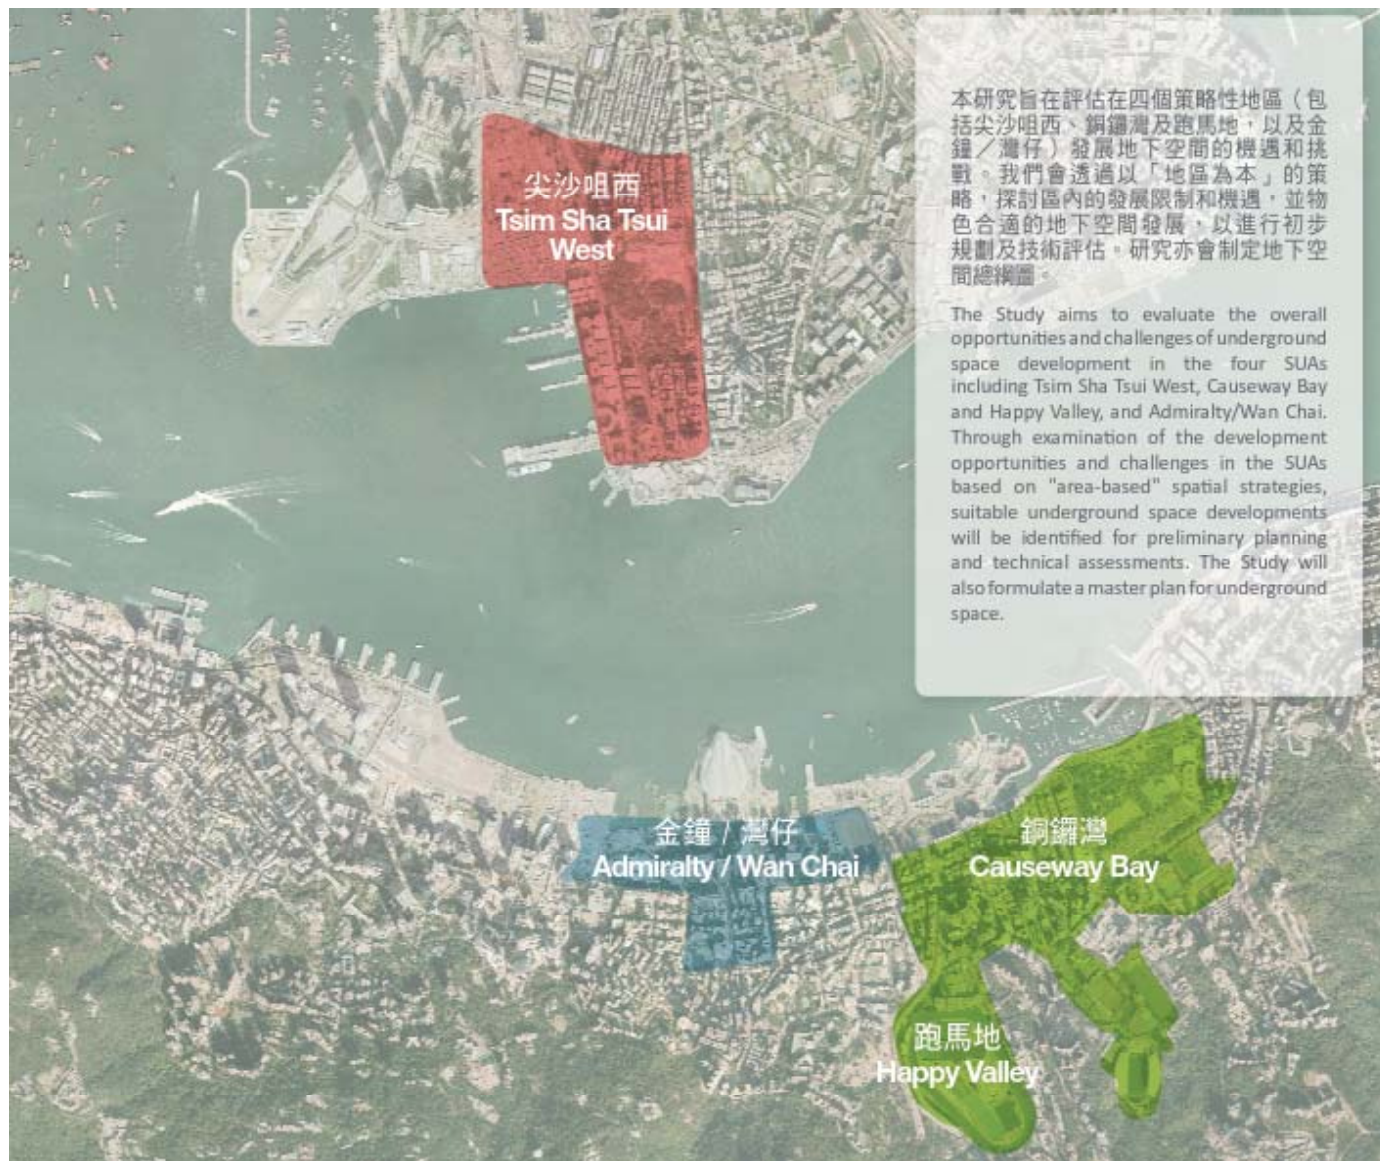 本研究旨在評估在四個策略性地區（包
括尖沙咀西、銅鑼灣及跑馬地，以及金
鐘／灣仔）發展地下空間的機遇和挑
戰。我們會透過以「地區為本」的策
略，探討區內的發展限制和機遇，並物
色合適的地下空間發展，以進行初步
規劃及技術評估。研究亦會制定地下空
間總綱圖。
The Study aims to evaluate the overall
opportunities and challenges of underground
space development in the four SUAs
including Tsim Sha Tsui West, Causeway Bay
and Happy Valley, and Admiralty/Wan Chai.
Through examination of the development
opportunities and challenges in the SUAs
based on "area-based" spatial strategies,
suitable underground space developments
will be identified for preliminary planning
and technical assessments. The Study will
also formulate a master plan for underground
space.
尖沙咀西
Tsim Sha Tsui
West
金鐘 / 灣仔
Admiralty / Wan Chai
銅鑼灣
Causeway Bay
跑馬地
Happy Valley